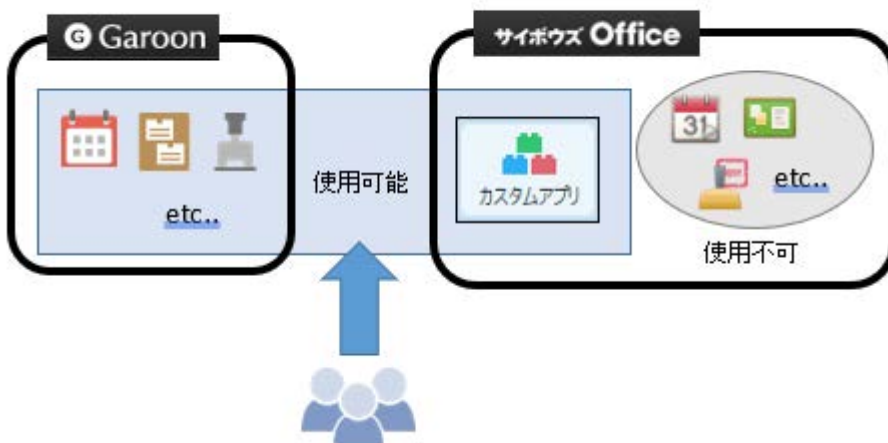 G Garoon
サイボウズ Office
31
使用可能
カスタムアプリ
etc..
etc..
使用不可